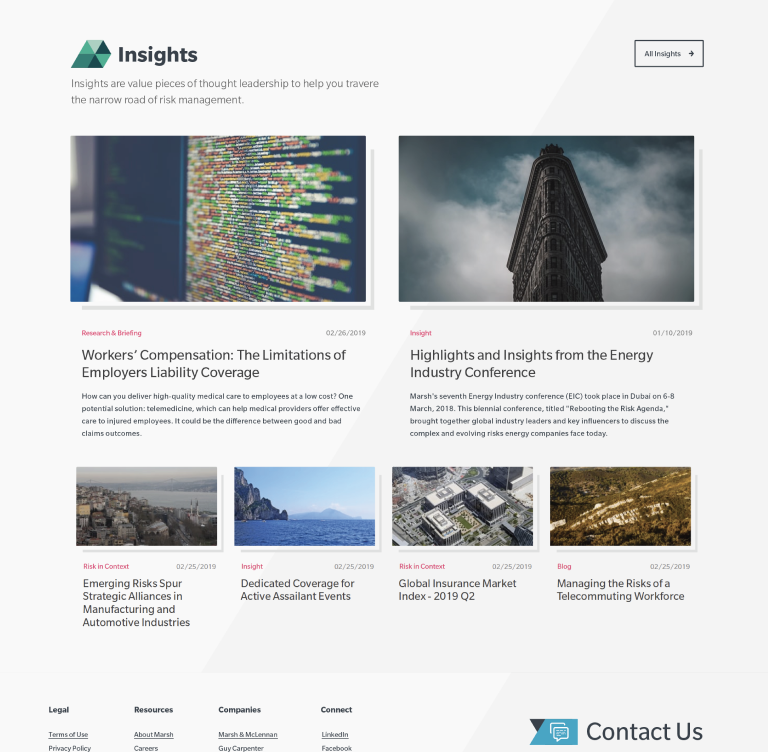 Insights
All Insights
Insights are value pieces of thought leadership to help you travere
the narrow road of risk management.
Research & Briefing
02/26/2019
Workers’ Compensation: The Limitations of
Employers Liability Coverage
How can you deliver high-quality medical care to employees at a low cost? One
potential solution: telemedicine, which can help medical providers offer effective
care to injured employees. It could be the difference between good and bad
claims outcomes.
Insight
01/10/2019
Highlights and Insights from the Energy
Industry Conference
Marsh's seventh Energy Industry conference (EIC) took place in Dubai on 6-8
March, 2018. This biennial conference, titled "Rebooting the Risk Agenda,"
brought together global industry leaders and key influencers to discuss the
complex and evolving risks energy companies face today.
Risk in Context
02/25/2019
Emerging Risks Spur
Strategic Alliances in
Manufacturing and
Automotive Industries
Insight
02/25/2019
Dedicated Coverage for
Active Assailant Events
Risk in Context
02/25/2019
Global Insurance Market
Index - 2019 Q2
Blog
02/25/2019
Managing the Risks of a
Telecommuting Workforce
Legal
Terms of Use
Privacy Policy
Resources
About Marsh
Careers
Companies
Marsh & McLennan
Guy Carpenter
Connect
LinkedIn
Facebook
Contact Us